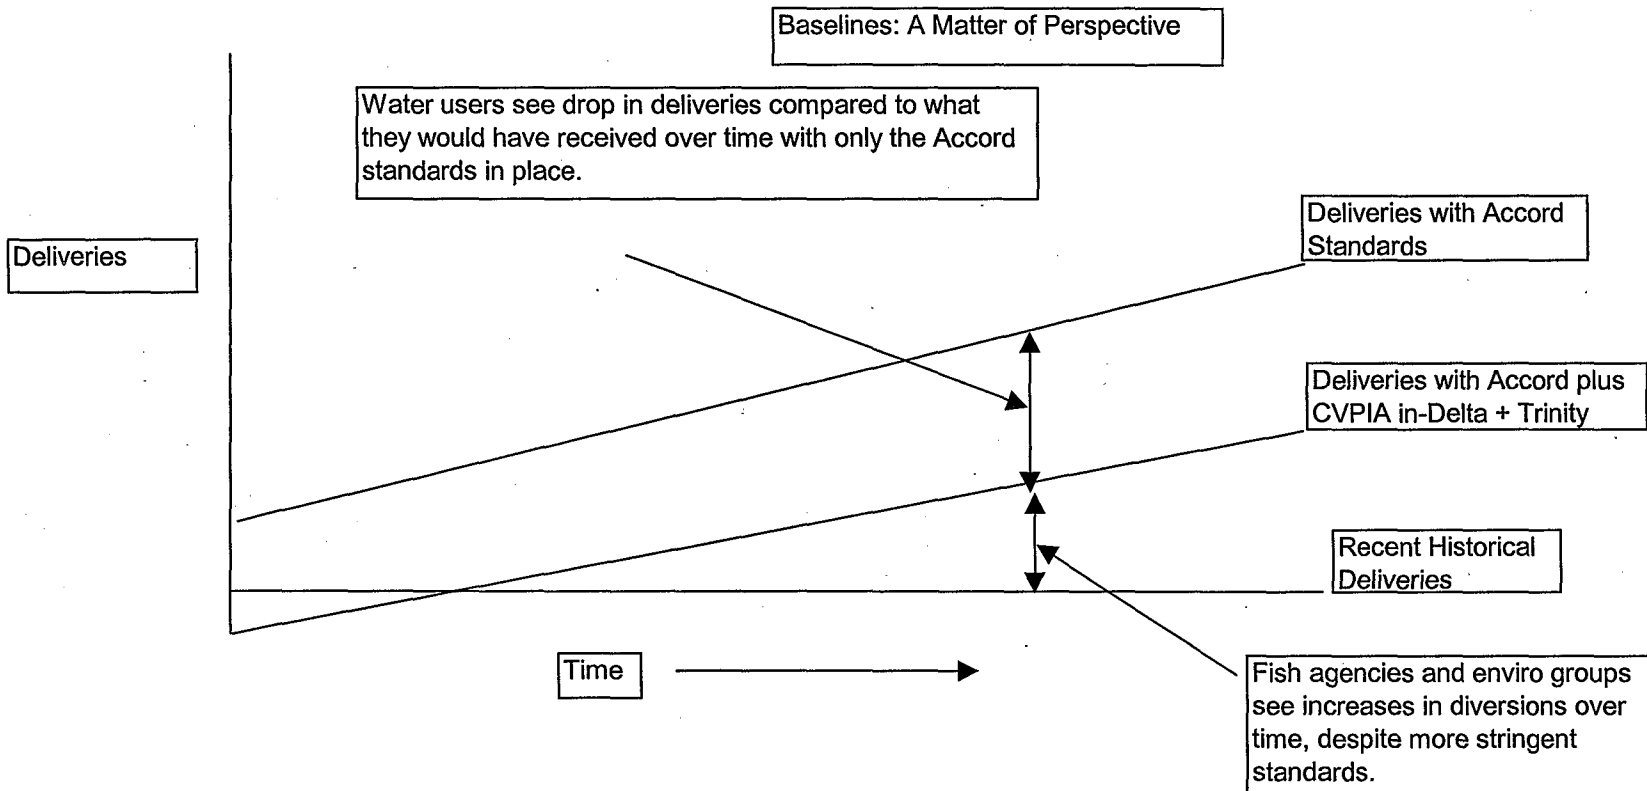 Baselines: A Matter of Perspective
Water users see drop in deliveries compared to what
they would have received over time with only the Accord
standards in place.
Deliveries
Deliveries with Accord
Standards
Deliveries with Accord plus
CVPIA in-Delta + Trinity
Recent Historical
Deliveries
Time
Fish agencies and enviro groups
see increases in diversions over
time, despite more stringent
standards.